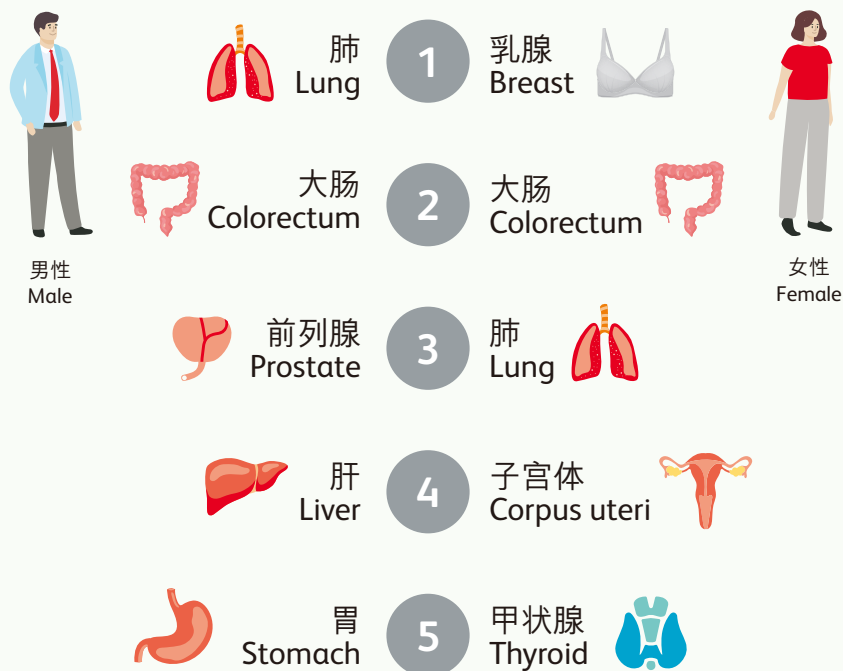 肺
Lung
1
乳腺
Breast
大肠
Colorectum
2
大肠
Colorectum
男性
Male
女性
Female
前列腺
Prostate
3
肺
Lung
肝
Liver
4
子宫体
Corpus uteri
胃
Stomach
5
甲状腺
Thyroid